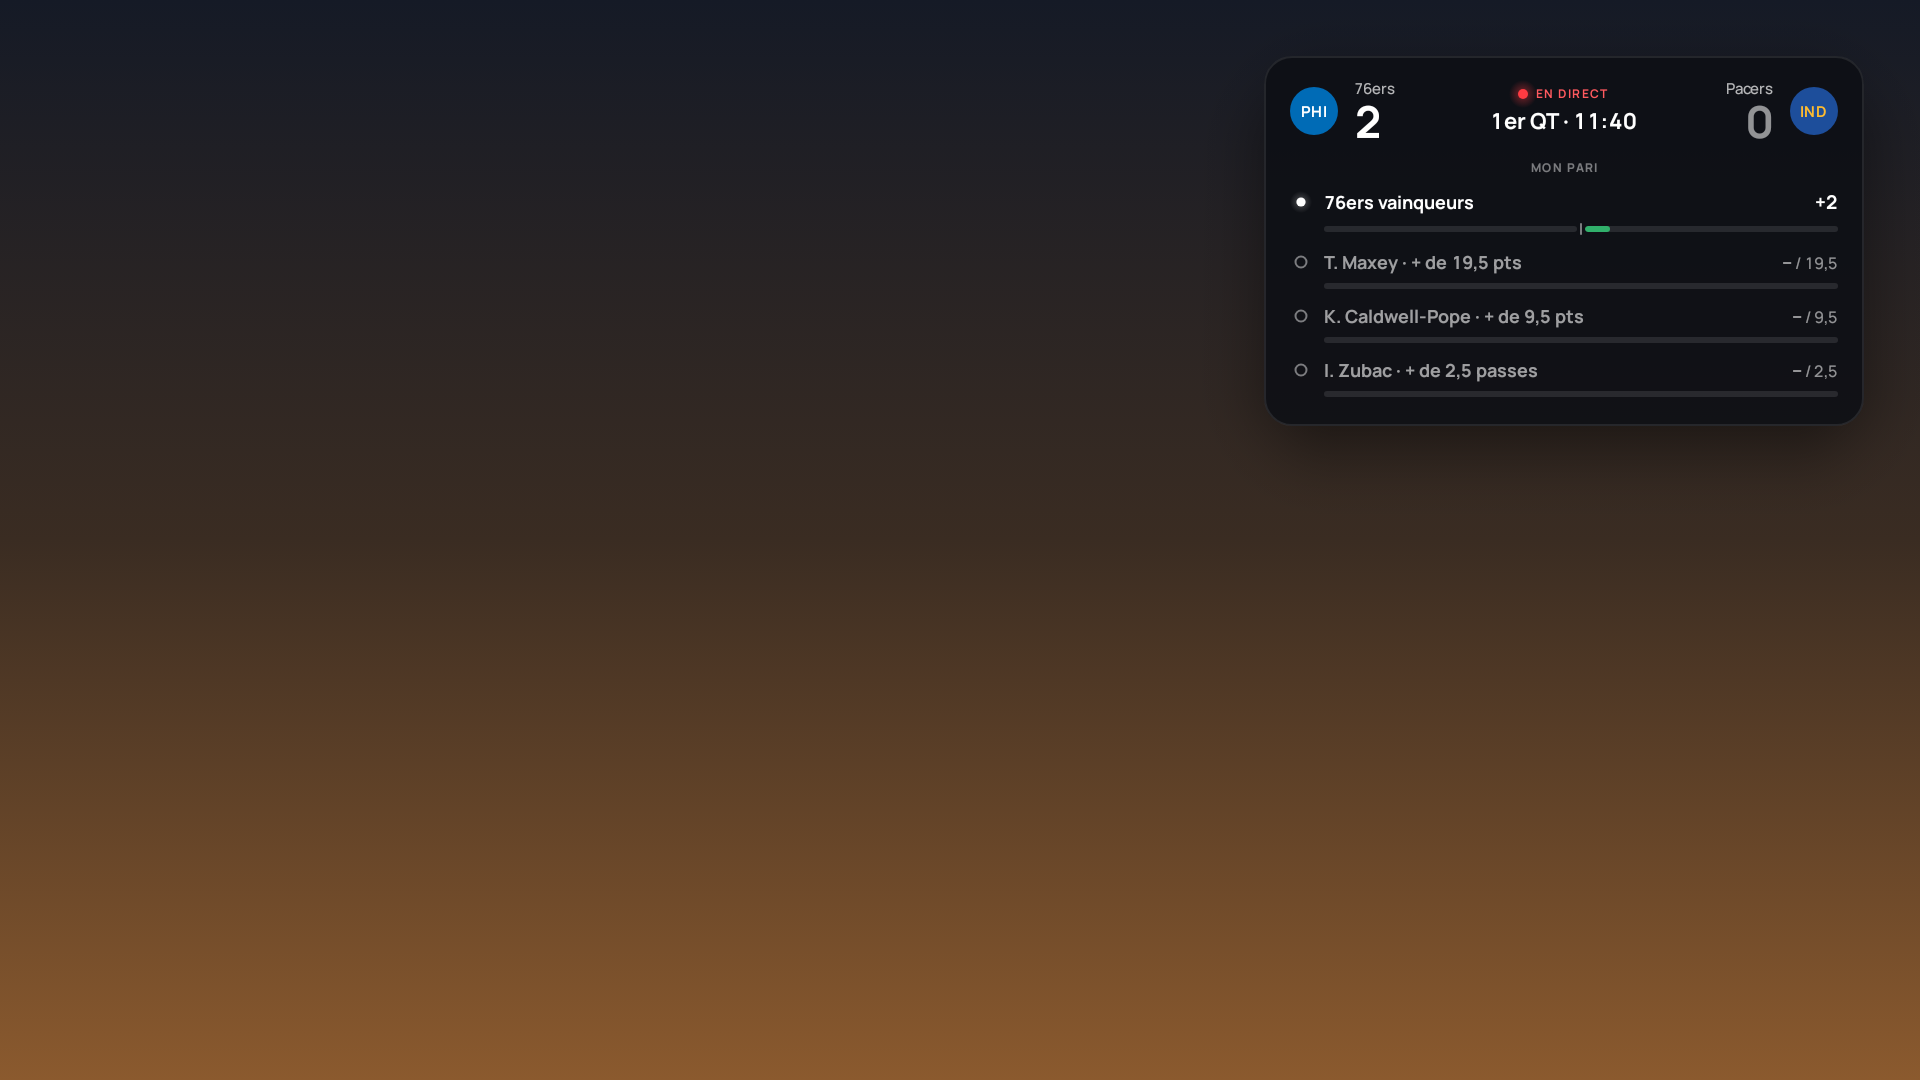 PHI
76ers
2
EN DIRECT
1er QT · 11:40
Pacers
0
IND
MON PARI
76ers vainqueurs +2
T. Maxey · + de 19,5 pts – / 19,5
K. Caldwell-Pope · + de 9,5 pts – / 9,5
I. Zubac · + de 2,5 passes – / 2,5